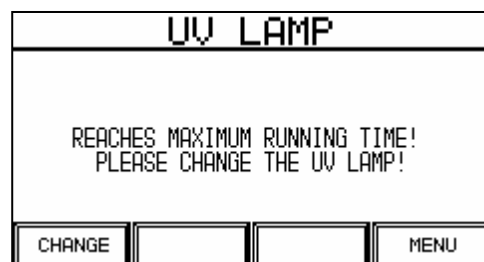 UV LAMP
REACHES MAXIMUM RUNNING TIME!
PLEASE CHANGE THE UV LAMP!
CHANGE MENU